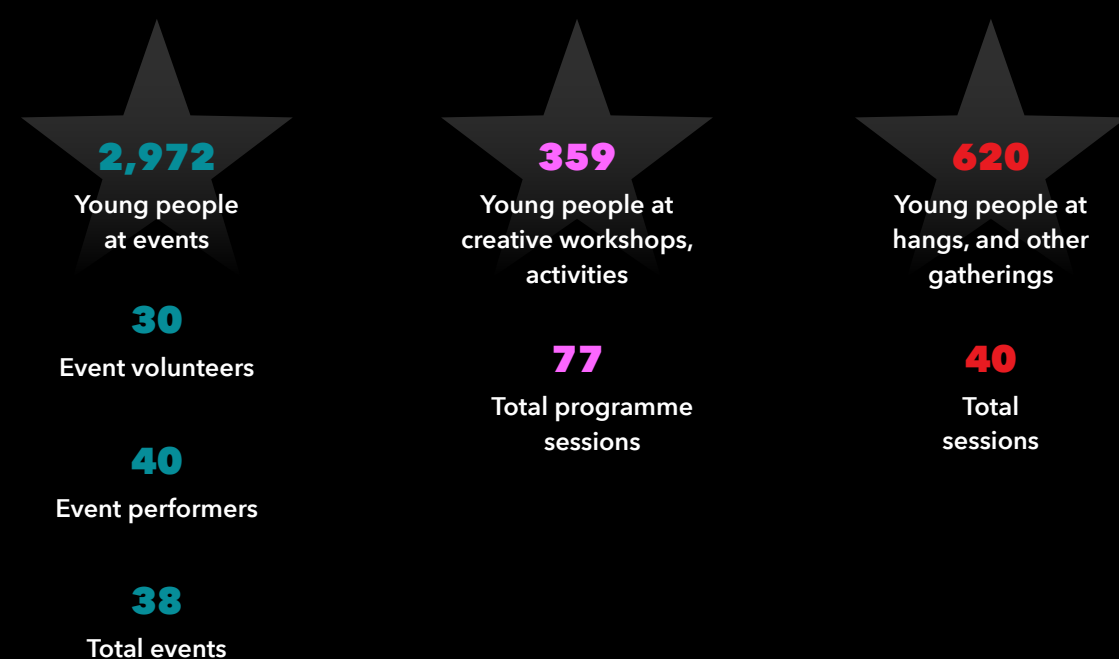 2,972
Young people
at events
30
Event volunteers
40
Event performers
38
Total events
359
Young people at
creative workshops,
activities
77
Total programme
sessions
620
Young people at
hangs, and other
gatherings
40
Total
sessions